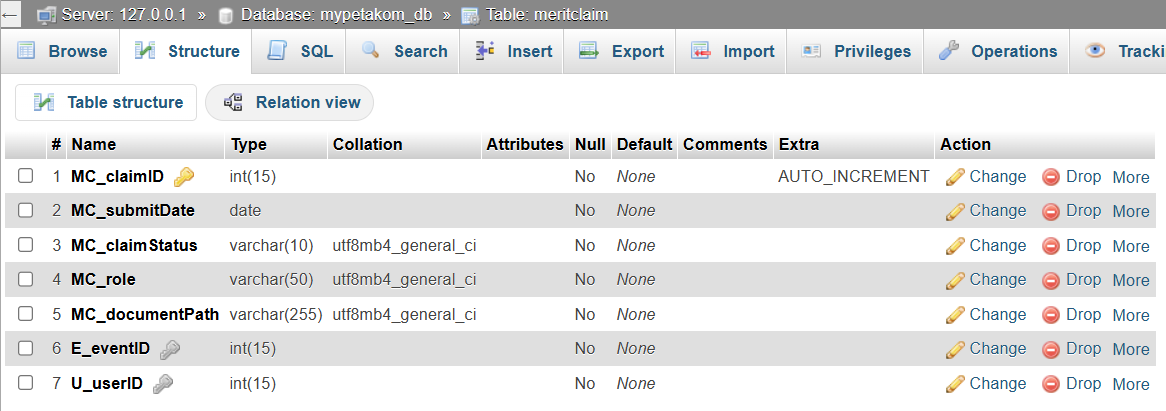 ← Server: 127.0.0.1 » Database: mypetakom_db » Table: meritclaim
Browse Structure SQL Search Insert Export Import Privileges Operations Tracki
Table structure Relation view
# Name Type Collation Attributes Null Default Comments Extra Action
1 MC_claimID int(15) No None AUTO_INCREMENT Change Drop More
2 MC_submitDate date No None Change Drop More
3 MC_claimStatus varchar(10) utf8mb4_general_ci No None Change Drop More
4 MC_role varchar(50) utf8mb4_general_ci No None Change Drop More
5 MC_documentPath varchar(255) utf8mb4_general_ci No None Change Drop More
6 E_eventID int(15) No None Change Drop More
7 U_userID int(15) No None Change Drop More